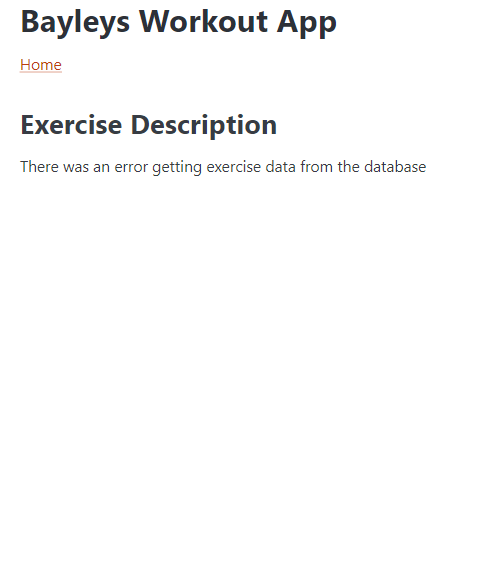 Bayleys Workout App
Home
Exercise Description
There was an error getting exercise data from the database